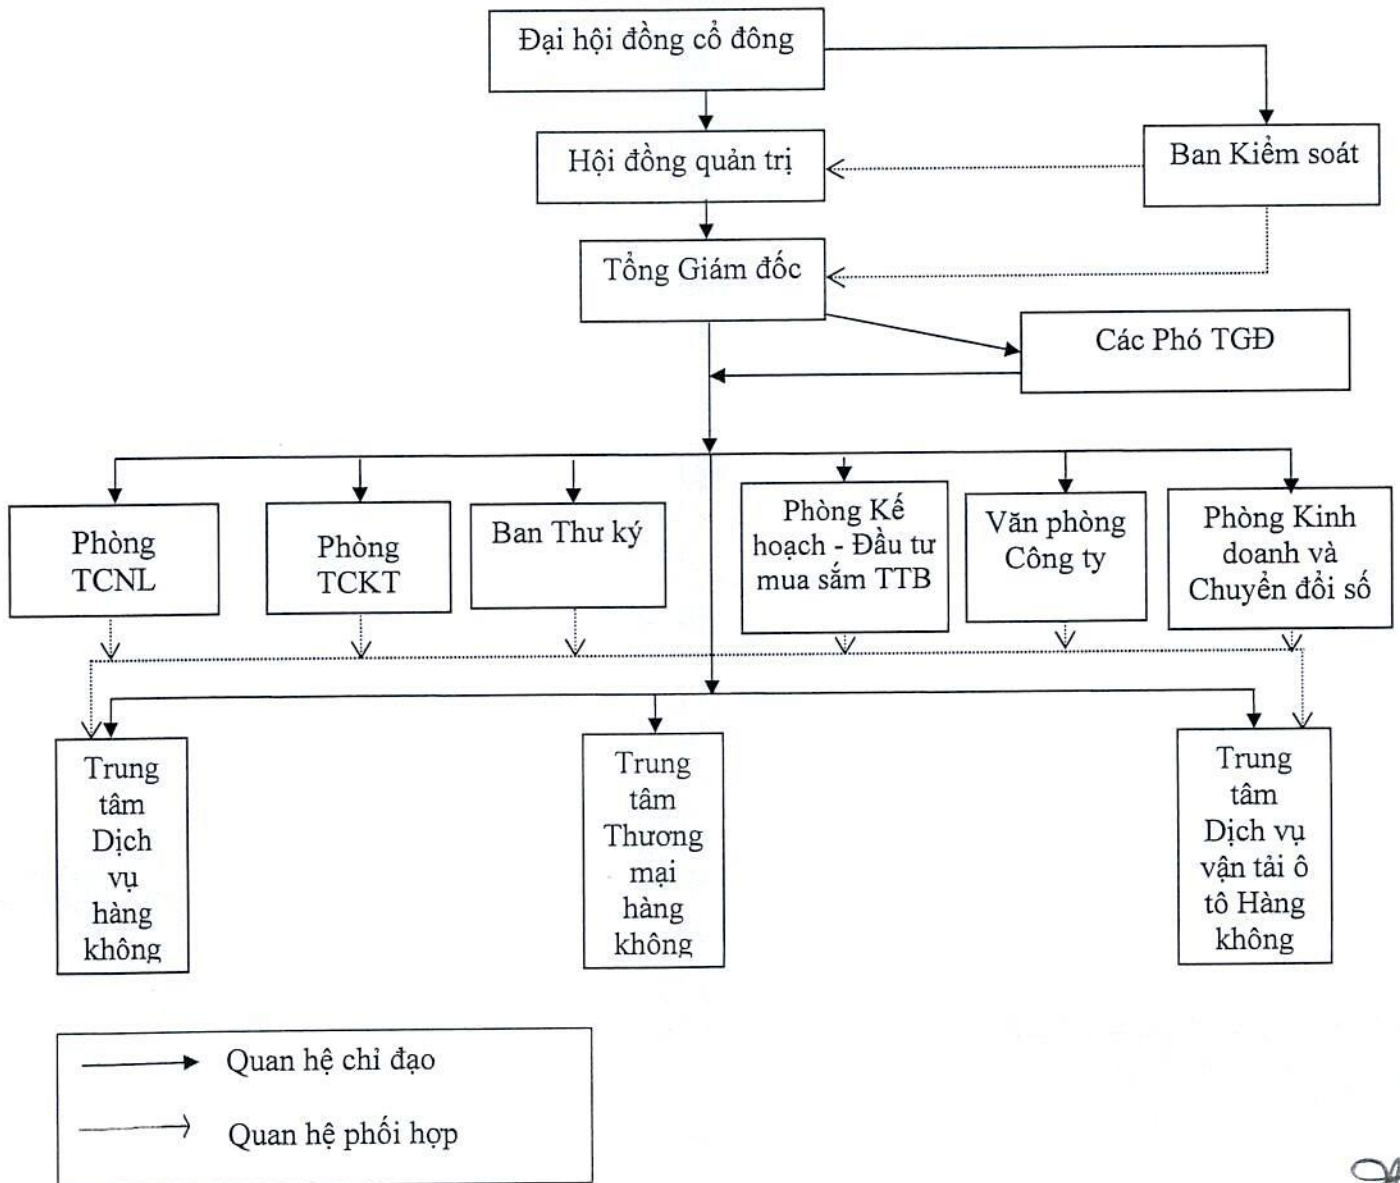 Đại hội đồng cổ đông
Hội đồng quản trị
Ban Kiểm soát
Tổng Giám đốc
Các Phó TGĐ
Phòng
TCNL
Phòng
TCKT
Ban Thư ký
Phòng Kế
hoạch - Đầu tư
mua sắm TTB
Văn phòng
Công ty
Phòng Kinh
doanh và
Chuyển đổi số
Trung
tâm
Dịch
vụ
hàng
không
Trung
tâm
Thương
mại
hàng
không
Trung
tâm
Dịch vụ
vận tải ô
tô Hàng
không
Quan hệ chỉ đạo
Quan hệ phối hợp